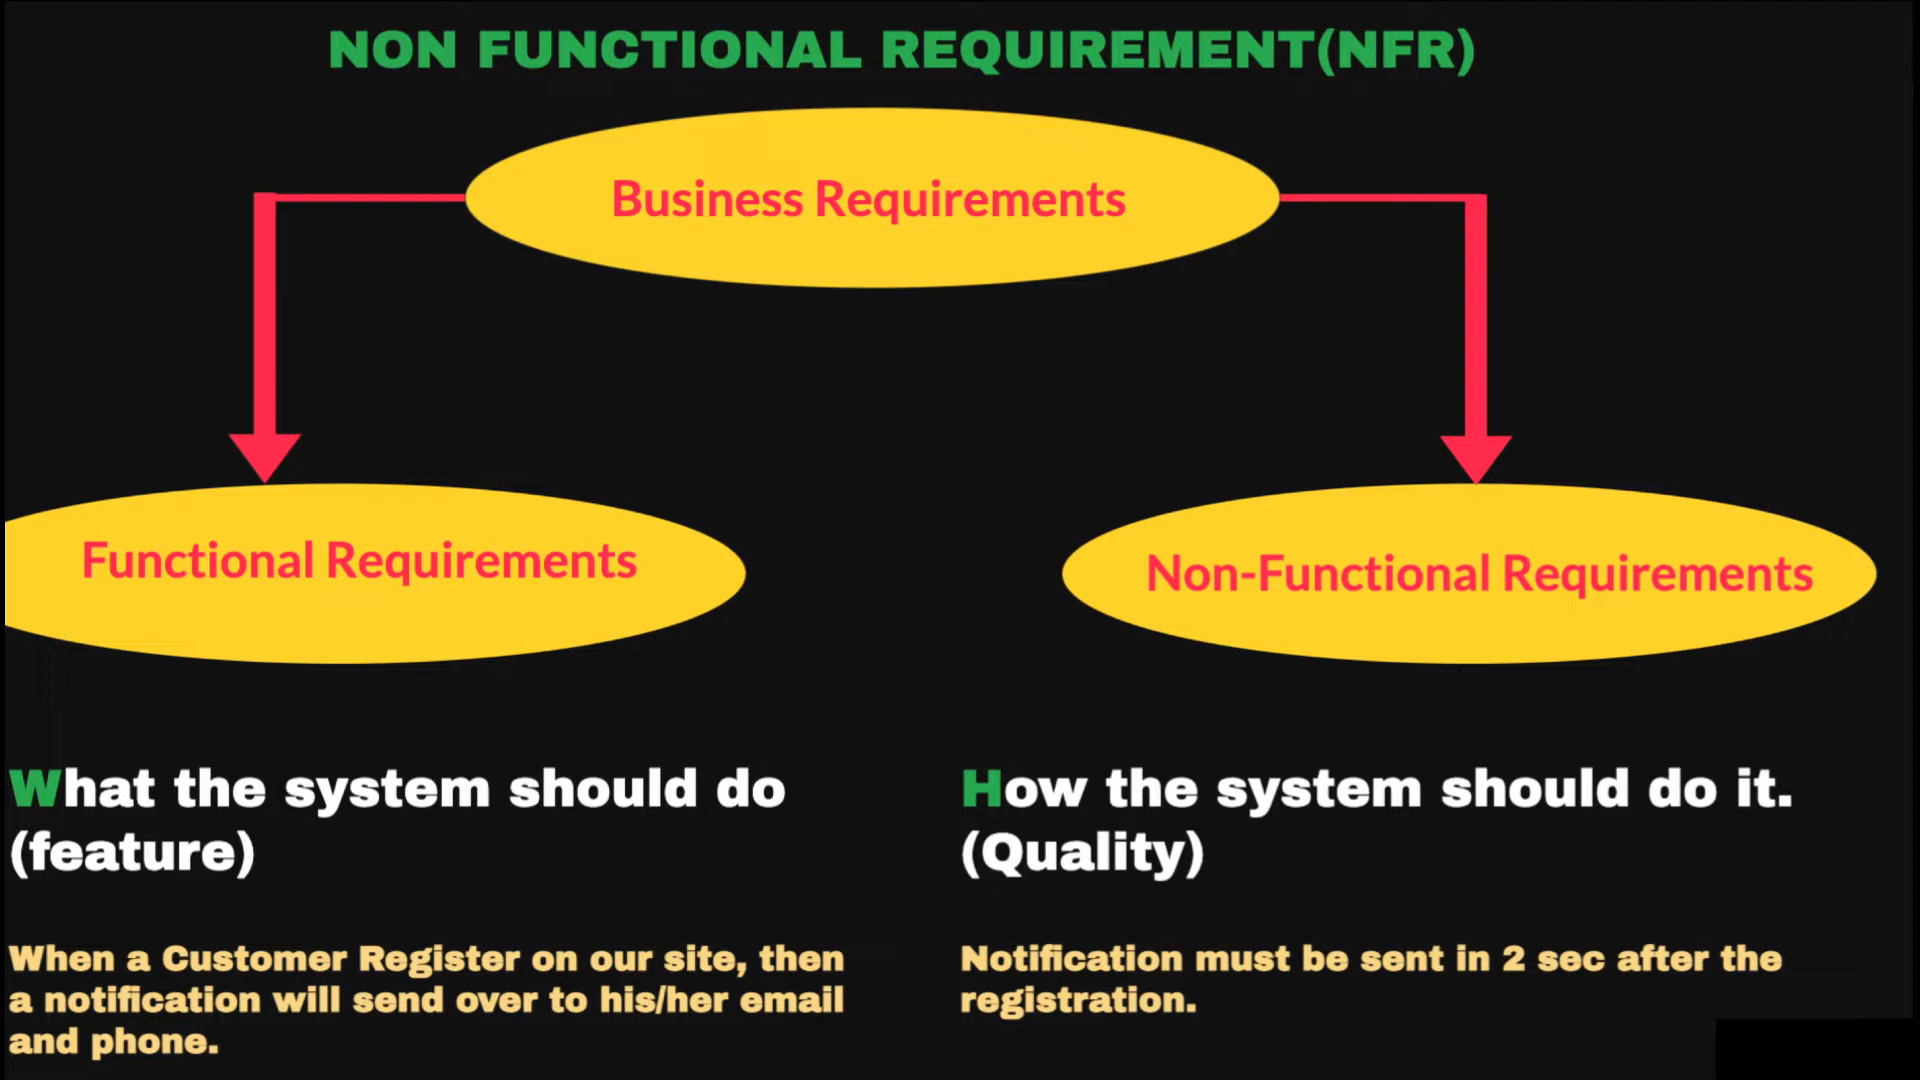 NON FUNCTIONAL REQUIREMENT(NFR)
Business Requirements
Functional Requirements
Non-Functional Requirements
What the system should do
(feature)
How the system should do it.
(Quality)
When a Customer Register on our site, then
a notification will send over to his/her email
and phone.
Notification must be sent in 2 sec after the
registration.